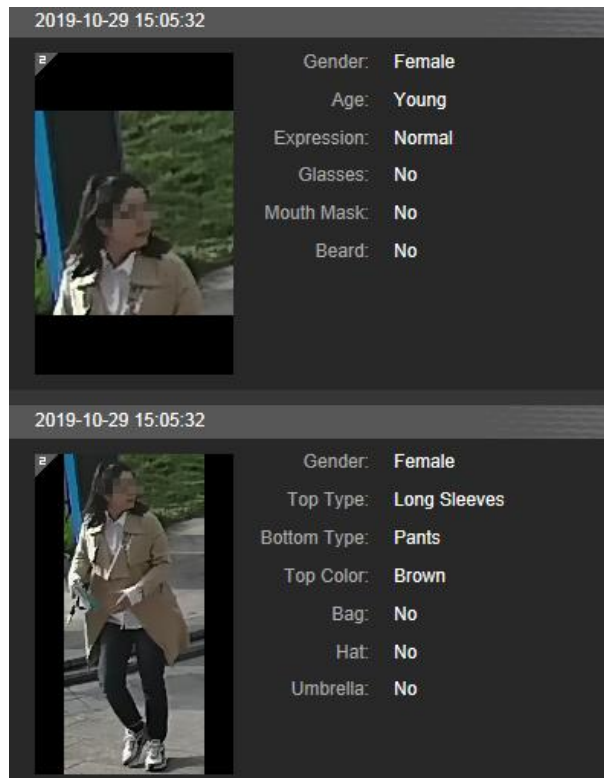 2019-10-29 15:05:32
2
Gender: Female
Age: Young
Expression: Normal
Glasses: No
Mouth Mask: No
Beard: No
2019-10-29 15:05:32
2
Gender: Female
Top Type: Long Sleeves
Bottom Type: Pants
Top Color: Brown
Bag: No
Hat: No
Umbrella: No